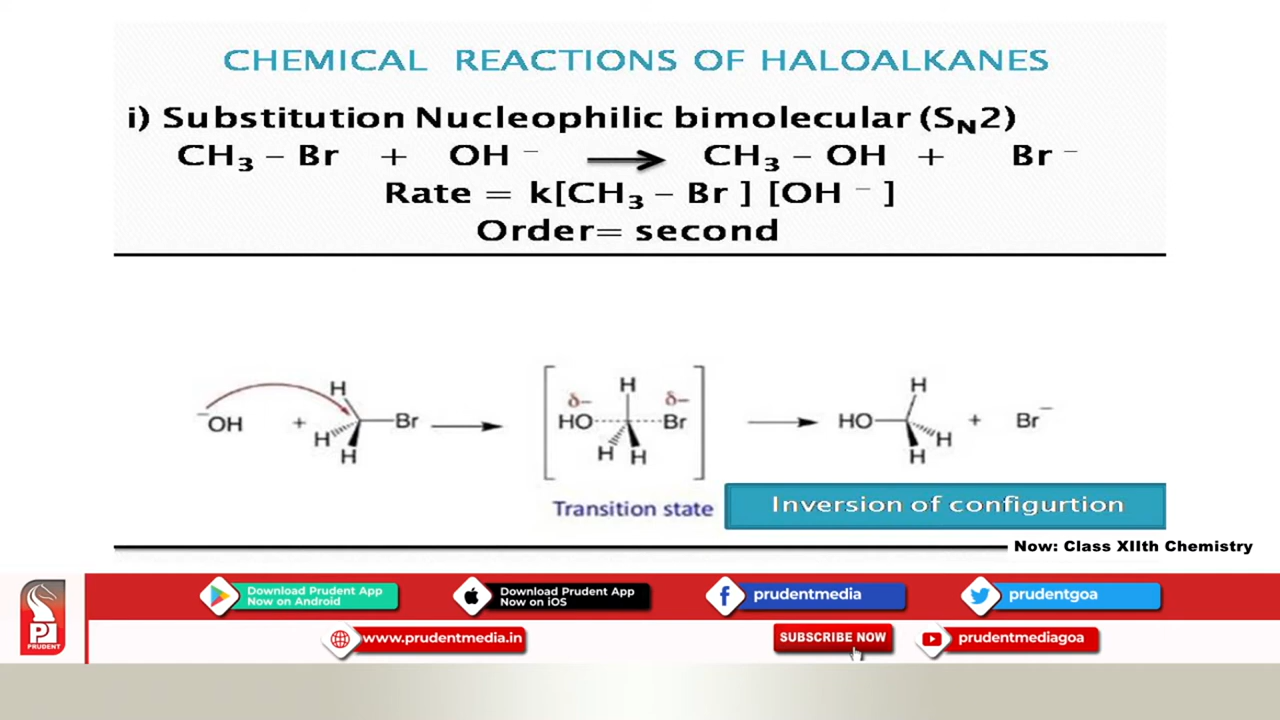 CHEMICAL REACTIONS OF HALOALKANES
i) Substitution Nucleophilic bimolecular (SN2)
CH3 – Br + OH – → CH3 – OH + Br –
Rate = k[CH3 – Br ] [OH – ]
Order= second
H δ– H δ– H
–OH + Br → HO Br → HO + Br–
H H H H H
H
Transition state
Inversion of configurtion
Now: Class XIIth Chemistry
Download Prudent App
Now on Android
Download Prudent App
Now on iOS
prudentmedia
prudentgoa
PRUDENT
www.prudentmedia.in
SUBSCRIBE NOW
prudentmediagoa